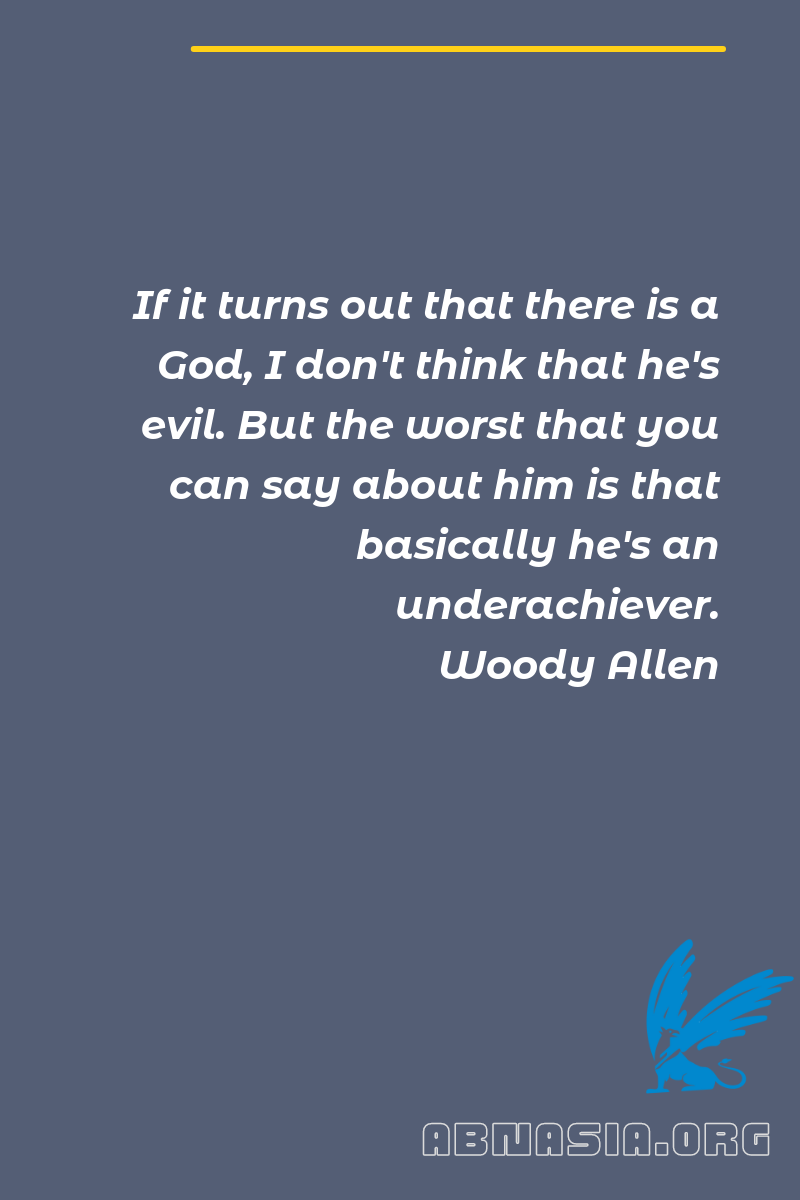 If it turns out that there is a
God, I don't think that he's
evil. But the worst that you
can say about him is that
basically he's an
underachiever.
Woody Allen
ABNASIA.ORG